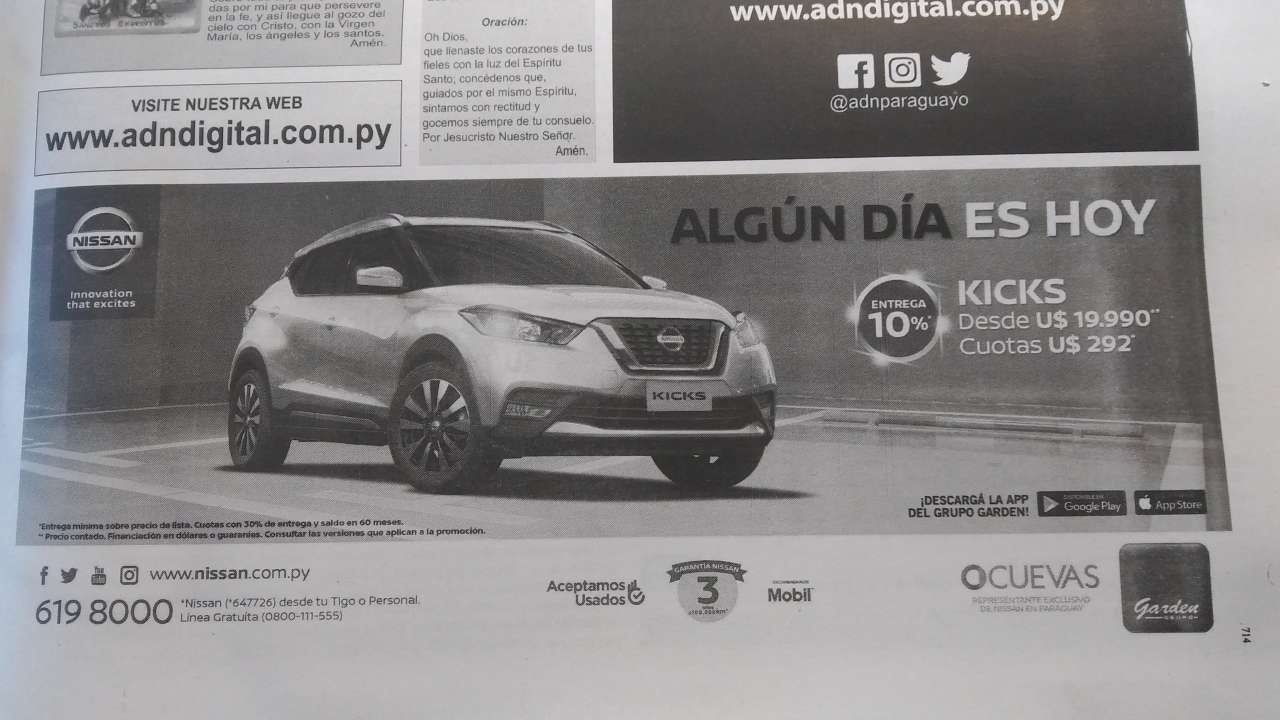 das por mi para que persevere
en la fe, y así llegue al gozo del
cielo con Cristo, con la Virgen
María, los ángeles y los santos.
Amén.
VISITE NUESTRA WEB
www.adndigital.com.py
Oración:
Oh Dios,
que llenaste los corazones de tus
fieles con la luz del Espíritu
Santo; concédenos que,
guiados por el mismo Espíritu,
sintamos con rectitud y
gocemos siempre de tu consuelo.
Por Jesucristo Nuestro Señor.
Amén.
www.adndigital.com.py
@adnparaguayo
NISSAN
Innovation
that excites
ALGÚN DÍA ES HOY
ENTREGA
10%*
KICKS
Desde U$ 19.990**
Cuotas U$ 292*
NISSAN
KICKS
¡DESCARGÁ LA APP
DEL GRUPO GARDEN!
DISPONIBLE EN
Google Play
App Store
*Entrega mínima sobre precio de lista. Cuotas con 30% de entrega y saldo en 60 meses.
** Precio contado. Financiación en dólares o guaraníes. Consultar las versiones que aplican a la promoción.
www.nissan.com.py
619 8000
*Nissan (*647726) desde tu Tigo o Personal.
Línea Gratuita (0800-111-555)
Aceptamos
Usados
GARANTÍA NISSAN
3
años
Mobil
CUEVAS
REPRESENTANTE EXCLUSIVO
DE NISSAN EN PARAGUAY
Garden
GRUPO
714